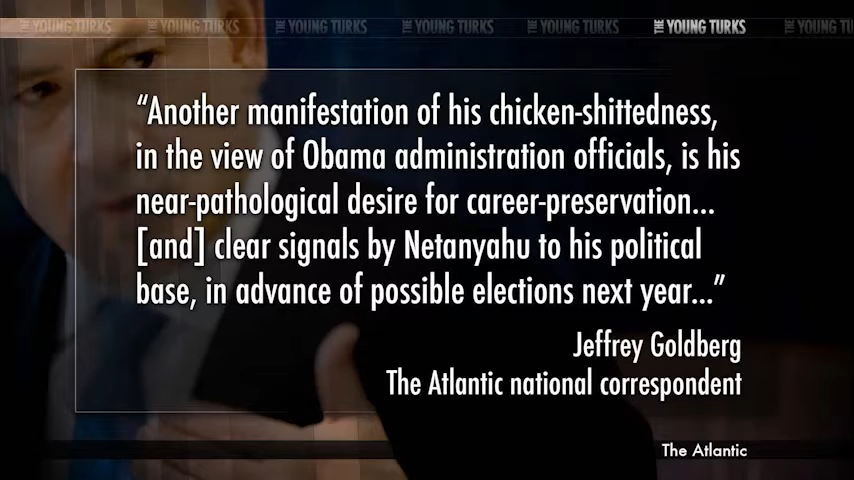 THE YOUNG TURKS THE YOUNG TURKS THE YOUNG TURKS THE YOUNG TURKS THE YOUNG TURKS
“Another manifestation of his chicken-shittedness,
in the view of Obama administration officials, is his
near-pathological desire for career-preservation...
[and] clear signals by Netanyahu to his political
base, in advance of possible elections next year...”
Jeffrey Goldberg
The Atlantic national correspondent
The Atlantic